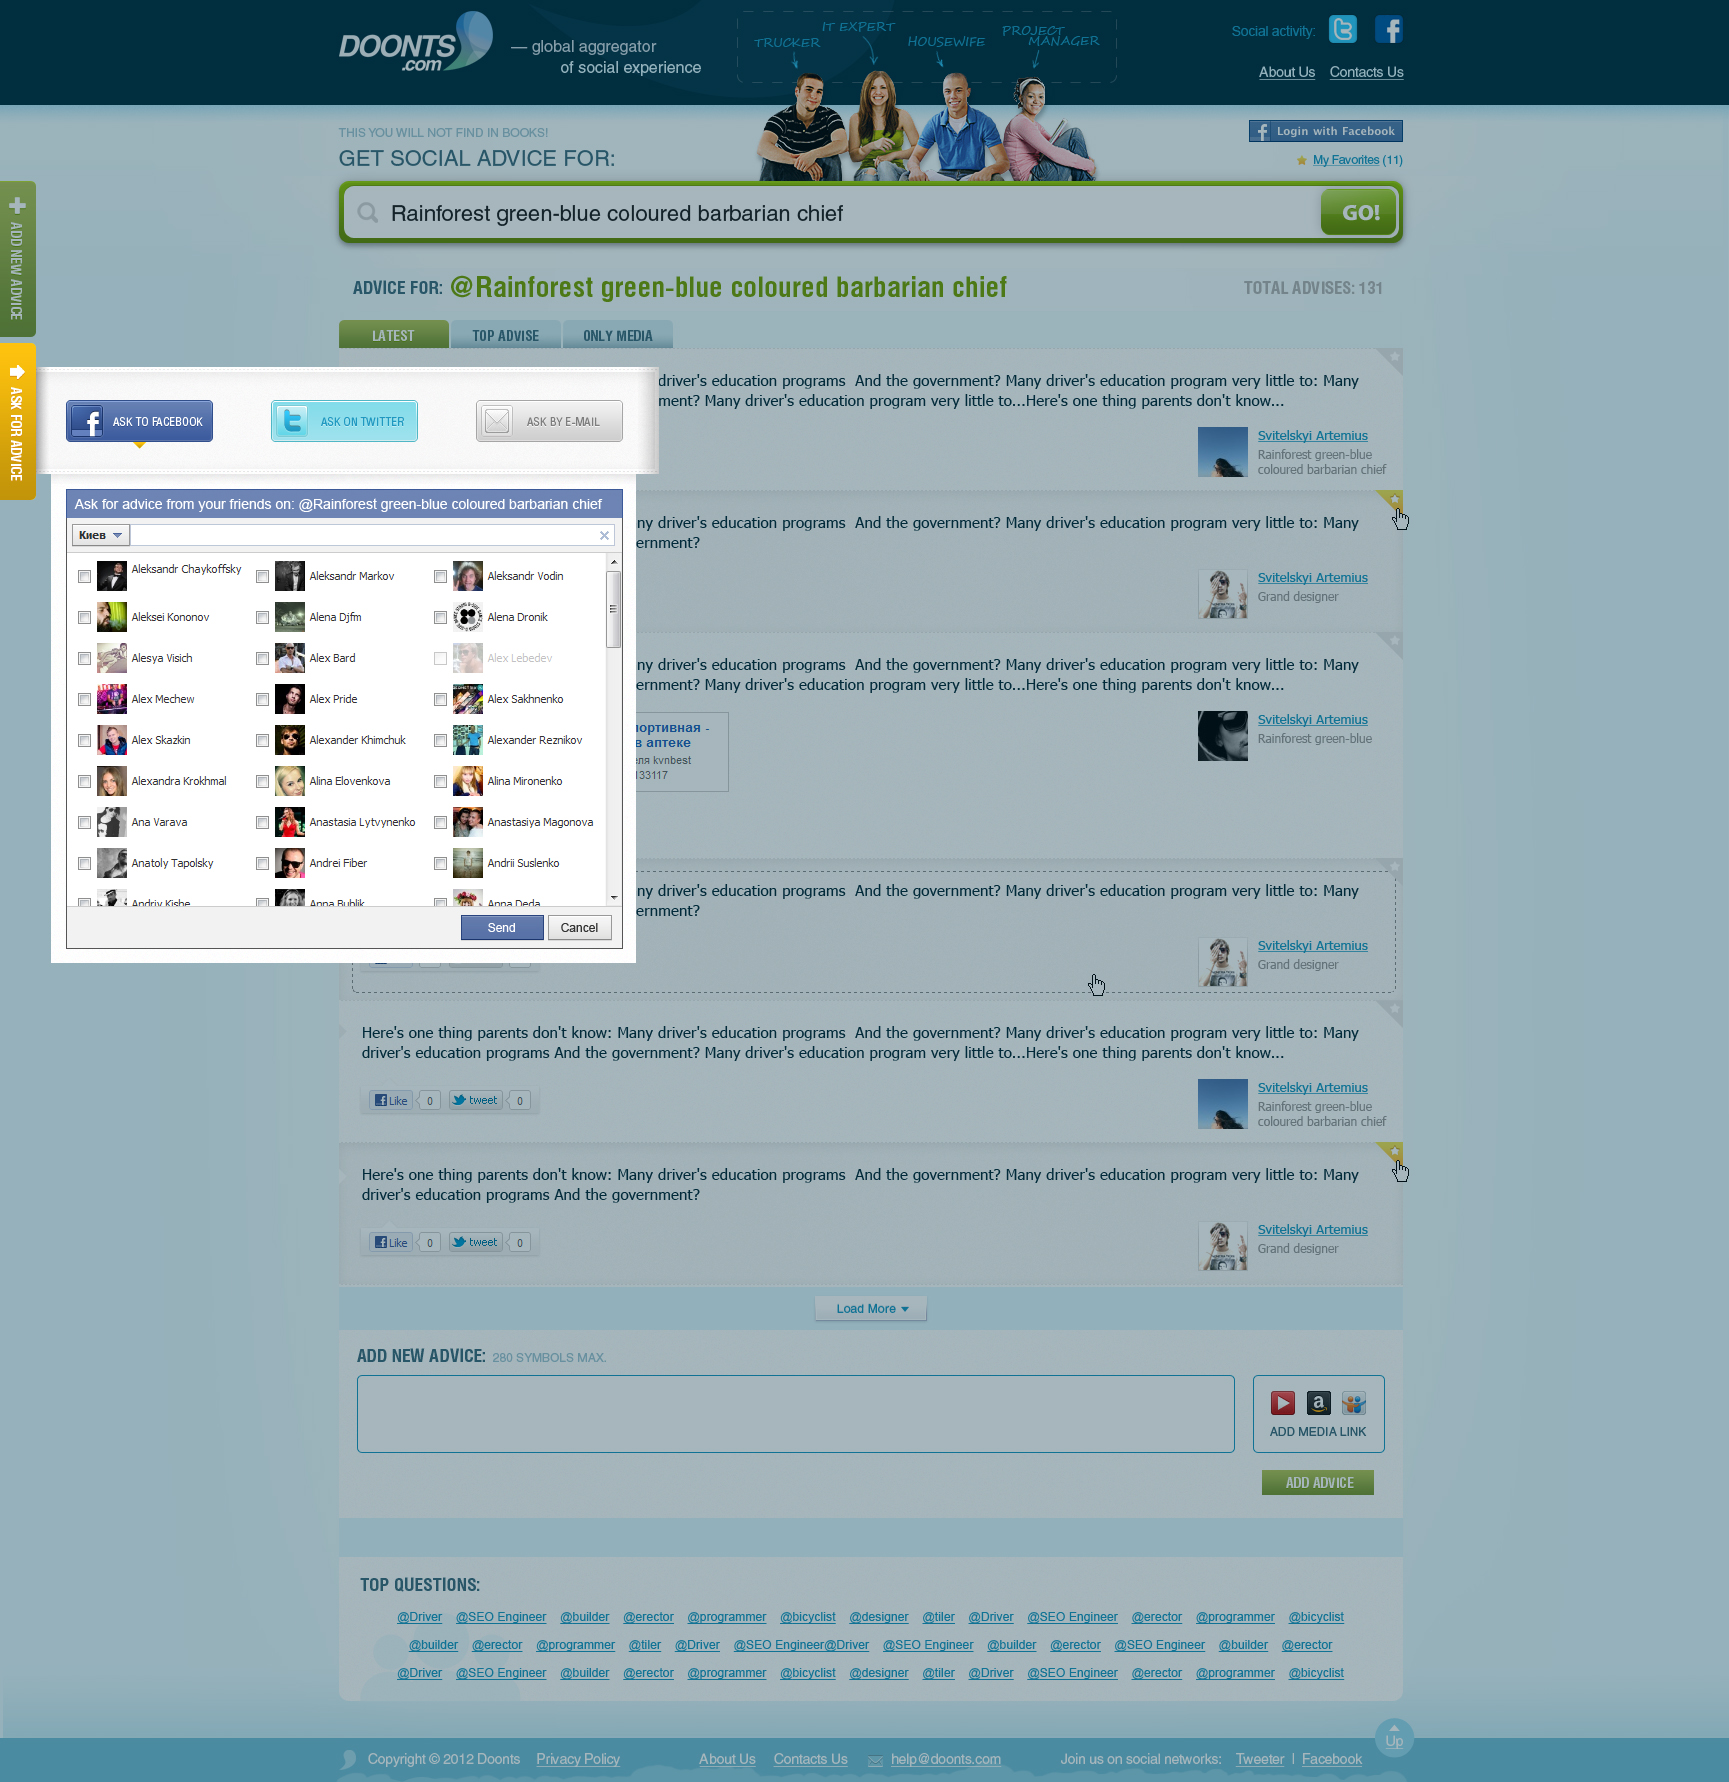 DOONTS
.com
— global aggregator
of social experience
TRUCKER
IT EXPERT
HOUSEWIFE
PROJECT
MANAGER
Social activity:
About Us
Contacts Us
THIS YOU WILL NOT FIND IN BOOKS!
GET SOCIAL ADVICE FOR:
Login with Facebook
My Favorites (11)
Rainforest green-blue coloured barbarian chief
GO!
ADD NEW ADVICE
ASK FOR ADVICE
ADVICE FOR: @Rainforest green-blue coloured barbarian chief
TOTAL ADVISES: 131
LATEST
TOP ADVISE
ONLY MEDIA
driver's education programs And the government? Many driver's education program very little to: Many
ment? Many driver's education program very little to...Here's one thing parents don't know...
Svitelskyi Artemius
Rainforest green-blue
coloured barbarian chief
ny driver's education programs And the government? Many driver's education program very little to: Many
ernment?
Svitelskyi Artemius
Grand designer
ny driver's education programs And the government? Many driver's education program very little to: Many
ernment? Many driver's education program very little to...Here's one thing parents don't know...
портивная -
в аптеке
еля kvnbest
133117
Svitelskyi Artemius
Rainforest green-blue
ny driver's education programs And the government? Many driver's education program very little to: Many
ernment?
Svitelskyi Artemius
Grand designer
ASK TO FACEBOOK
ASK ON TWITTER
ASK BY E-MAIL
Ask for advice from your friends on: @Rainforest green-blue coloured barbarian chief
Киев
Aleksandr Chaykoffsky
Aleksandr Markov
Aleksandr Vodin
Aleksei Kononov
Alena Djfm
Alena Dronik
Alesya Visich
Alex Bard
Alex Lebedev
Alex Mechew
Alex Pride
Alex Sakhnenko
Alex Skazkin
Alexander Khimchuk
Alexander Reznikov
Alexandra Krokhmal
Alina Elovenkova
Alina Mironenko
Ana Varava
Anastasia Lytvynenko
Anastasiya Magonova
Anatoly Tapolsky
Andrei Fiber
Andrii Suslenko
Andriy Kishe
Anna Bublik
Anna Deda
Send
Cancel
Here's one thing parents don't know: Many driver's education programs And the government? Many driver's education program very little to: Many
driver's education programs And the government? Many driver's education program very little to...Here's one thing parents don't know...
Like 0 tweet 0
Svitelskyi Artemius
Rainforest green-blue
coloured barbarian chief
Here's one thing parents don't know: Many driver's education programs And the government? Many driver's education program very little to: Many
driver's education programs And the government?
Like 0 tweet 0
Svitelskyi Artemius
Grand designer
Load More
ADD NEW ADVICE: 280 SYMBOLS MAX.
ADD MEDIA LINK
ADD ADVICE
TOP QUESTIONS:
@Driver @SEO Engineer @builder @erector @programmer @bicyclist @designer @tiler @Driver @SEO Engineer @erector @programmer @bicyclist
@builder @erector @programmer @tiler @Driver @SEO Engineer@Driver @SEO Engineer @builder @erector @SEO Engineer @builder @erector
@Driver @SEO Engineer @builder @erector @programmer @bicyclist @designer @tiler @Driver @SEO Engineer @erector @programmer @bicyclist
Up
Copyright © 2012 Doonts Privacy Policy About Us Contacts Us help@doonts.com Join us on social networks: Tweeter | Facebook